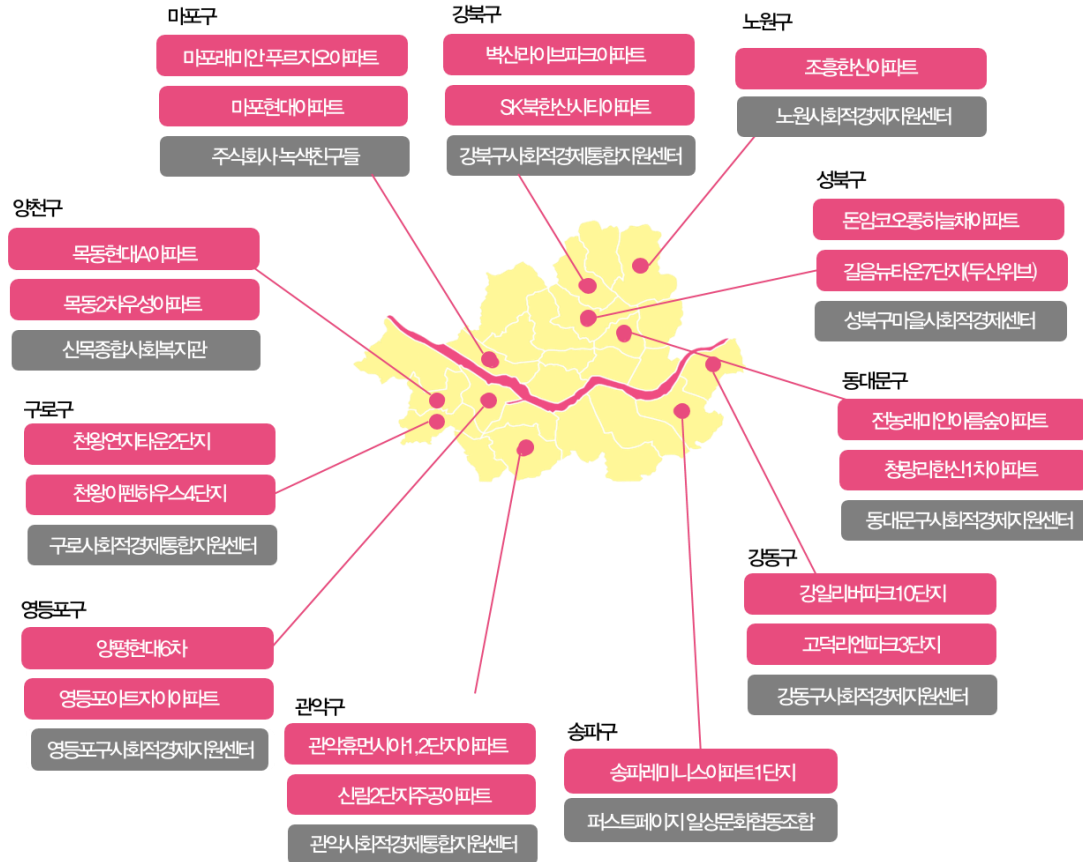 마포구
마포래미안 푸르지오아파트
마포현대아파트
주식회사 녹색친구들
강북구
벽산라이브파크아파트
SK북한산시티아파트
강북구사회적경제통합지원센터
노원구
조흥한신아파트
노원사회적경제지원센터
성북구
돈암코오롱하늘채아파트
길음뉴타운7단지(두산위브)
성북구마을사회적경제센터
양천구
목동현대A아파트
목동2차우성아파트
신목종합사회복지관
동대문구
전농래미안아름숲아파트
청량리한신1차아파트
동대문구사회적경제지원센터
구로구
천왕연지타운2단지
천왕이펜하우스4단지
구로사회적경제통합지원센터
강동구
강일리버파크10단지
고덕리엔파크3단지
강동구사회적경제지원센터
영등포구
양평현대6차
영등포아트자이아파트
영등포구사회적경제지원센터
관악구
관악휴먼시아1,2단지아파트
신림2단지주공아파트
관악사회적경제통합지원센터
송파구
송파레미니스아파트1단지
퍼스트페이지 일상문화협동조합